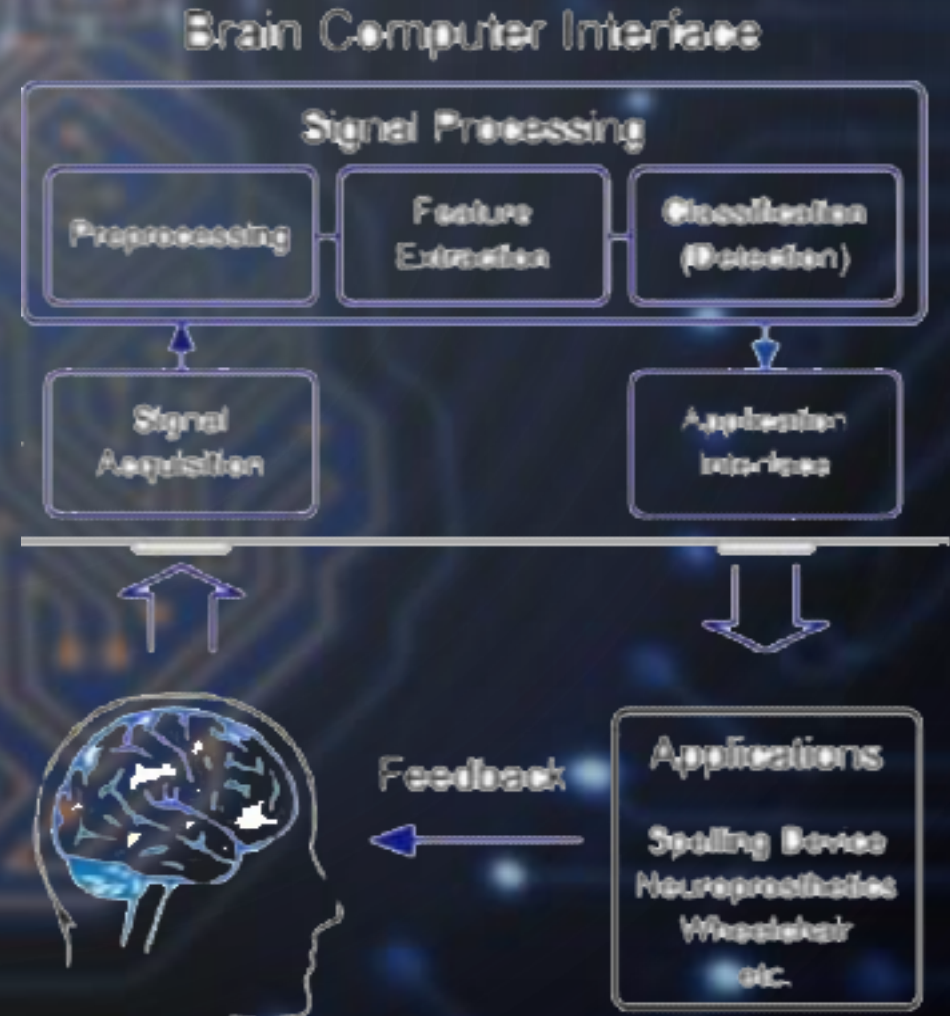 Brain Computer Interface
Signal Processing
Preprocessing
Feature
Extraction
Classification
(Detection)
Signal
Acquisition
Application
Interface
Feedback
Applications
Spelling Device
Neuroprosthetics
Wheelchair
etc.